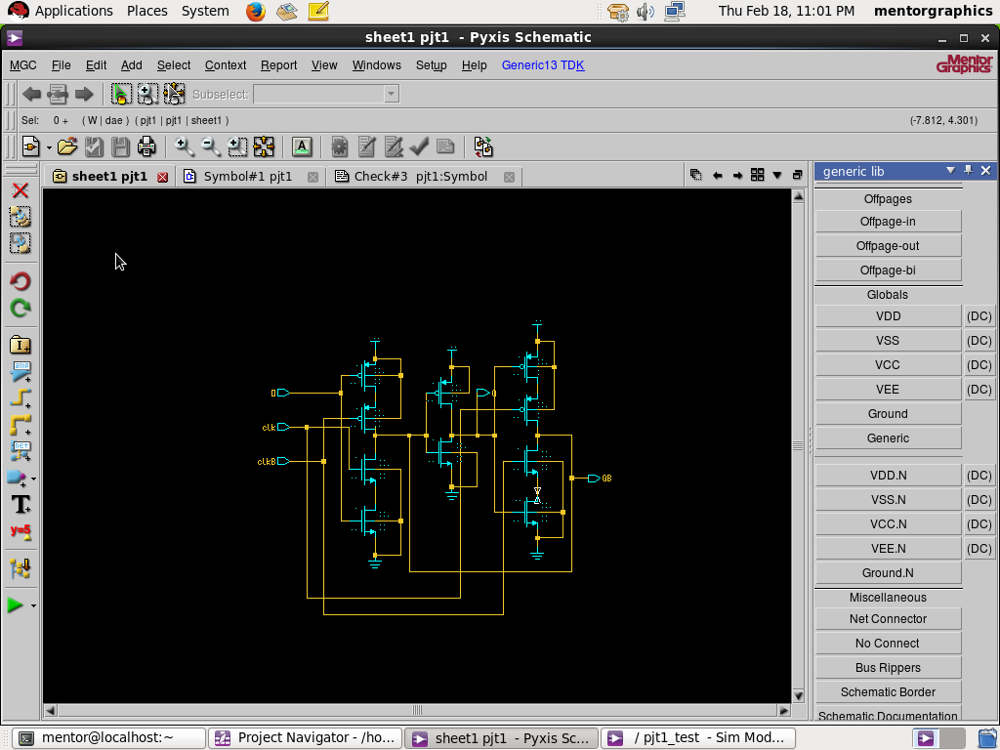 Applications Places System Thu Feb 18, 11:01 PM mentorgraphics
sheet1 pjt1 - Pyxis Schematic
MGC File Edit Add Select Context Report View Windows Setup Help Generic13 TDK Mentor Graphics
Subselect:
Sel: 0 + ( W | dae ) ( pjt1 | pjt1 | sheet1 ) (-7.812, 4.301)
A
sheet1 pjt1 Symbol#1 pjt1 Check#3 pjt1:Symbol generic lib
Offpages
Offpage-in
Offpage-out
Offpage-bi
Globals
VDD (DC)
VSS (DC)
VCC (DC)
VEE (DC)
Ground
Generic
VDD.N (DC)
VSS.N (DC)
VCC.N (DC)
VEE.N (DC)
Ground.N
Miscellaneous
Net Connector
No Connect
Bus Rippers
Schematic Border
Schematic Documentation
amp
net
T
y=5
D
clk
clkB
Q
QB
mentor@localhost:~ Project Navigator - /ho... sheet1 pjt1 - Pyxis Sc... / pjt1_test - Sim Mod...